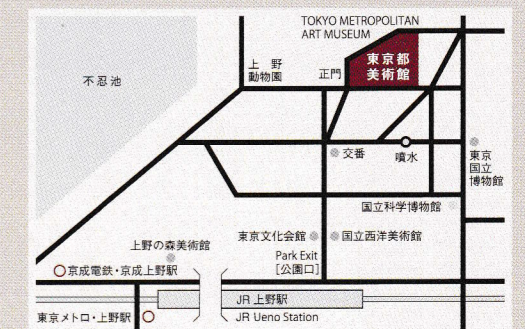 TOKYO METROPOLITAN
ART MUSEUM
上 野
動物園
正門
東京都
美術館
不忍池
交番
噴水
東京
国立
博物館
国立科学博物館
東京文化会館
国立西洋美術館
上野の森美術館
Park Exit
[公園口]
京成電鉄・京成上野駅
JR 上野駅
東京メトロ・上野駅
JR Ueno Station